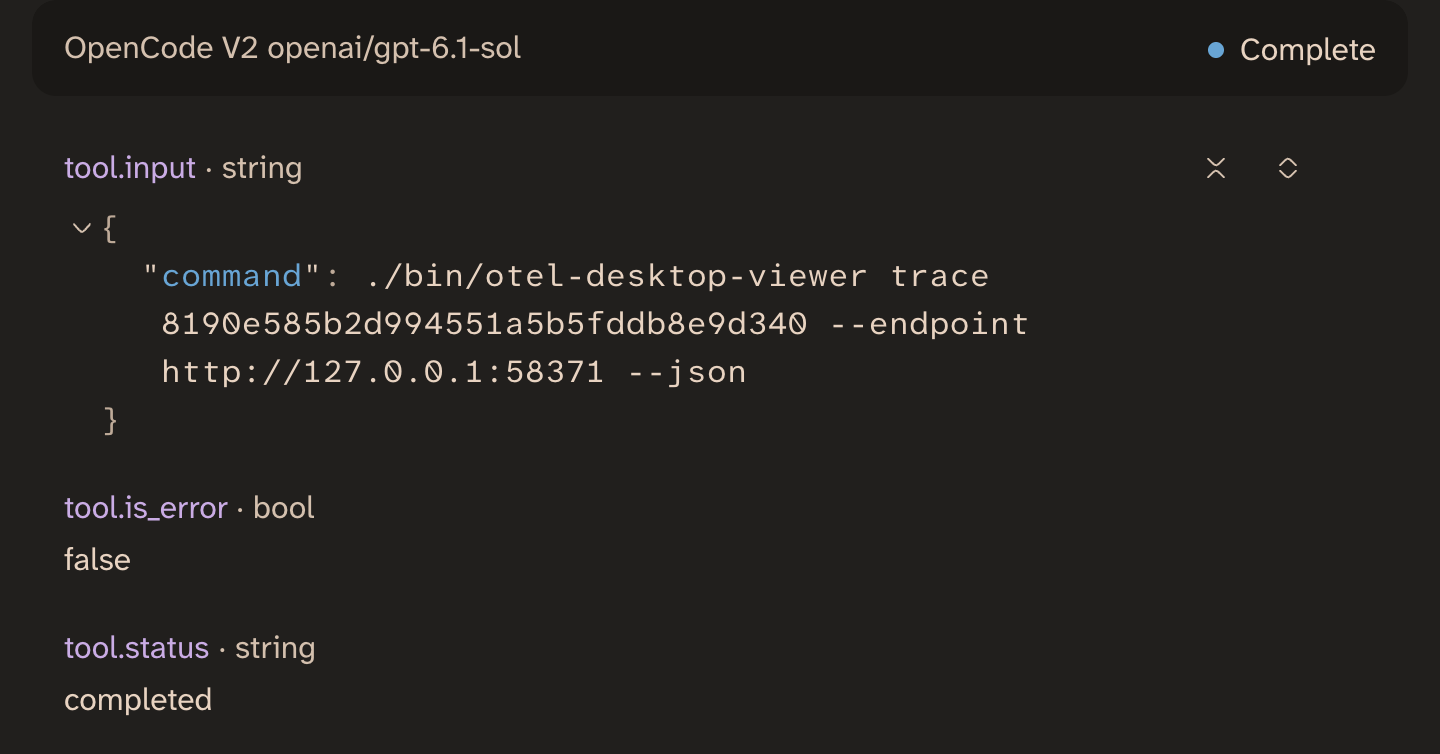 OpenCode V2 openai/gpt-6.1-sol
Complete
tool.input · string
{
"command": ./bin/otel-desktop-viewer trace
8190e585b2d994551a5b5fddb8e9d340 --endpoint
http://127.0.0.1:58371 --json
}
tool.is_error · bool
false
tool.status · string
completed